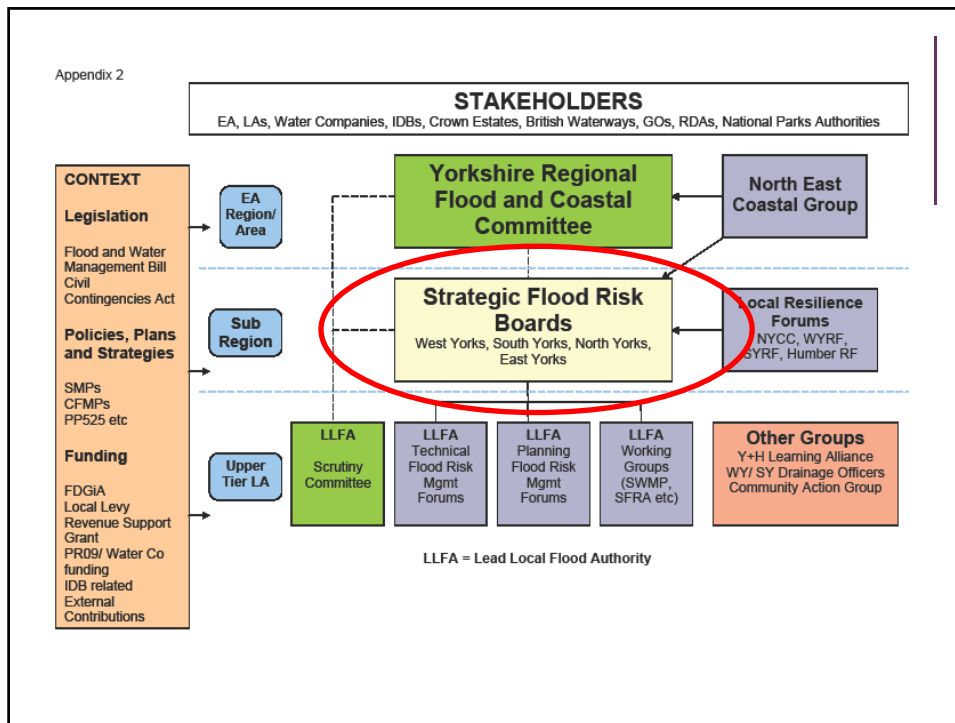 Appendix 2
STAKEHOLDERS
EA, LAs, Water Companies, IDBs, Crown Estates, British Waterways, GOs, RDAs, National Parks Authorities
CONTEXT
Legislation
Flood and Water
Management Bill
Civil
Contingencies Act
Policies, Plans
and Strategies
SMPs
CFMPs
PP525 etc
Funding
FDGiA
Local Levy
Revenue Support
Grant
PR09/ Water Co
funding
IDB related
External
Contributions
EA
Region/
Area
Yorkshire Regional
Flood and Coastal
Committee
North East
Coastal Group
Sub
Region
Strategic Flood Risk
Boards
West Yorks, South Yorks, North Yorks,
East Yorks
Local Resilience
Forums
NYCC, WYRF,
SYRF, Humber RF
Upper
Tier LA
LLFA
Scrutiny
Committee
LLFA
Technical
Flood Risk
Mgmt
Forums
LLFA
Planning
Flood Risk
Mgmt
Forums
LLFA
Working
Groups
(SWMP,
SFRA etc)
Other Groups
Y+H Learning Alliance
WY/ SY Drainage Officers
Community Action Group
LLFA = Lead Local Flood Authority